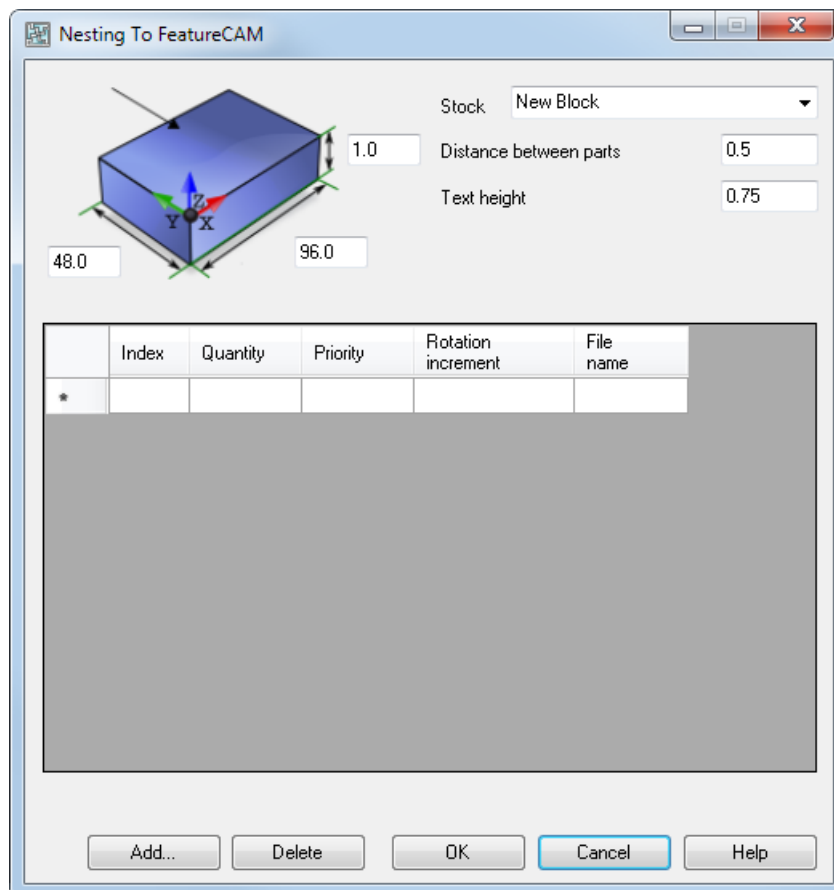 Nesting To FeatureCAM
Stock New Block
1.0 Distance between parts 0.5
Text height 0.75
Z
Y X
48.0 96.0
Index Quantity Priority Rotation increment File name
*
Add... Delete OK Cancel Help